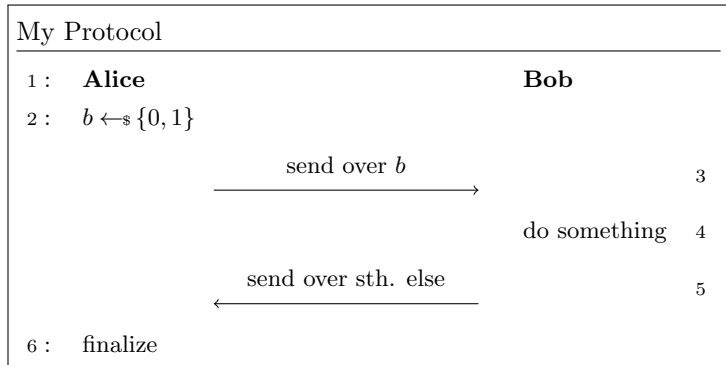 My Protocol
1 : Alice Bob
2 : b ←$ {0, 1}
send over b 3
do something 4
send over sth. else 5
6 : finalize